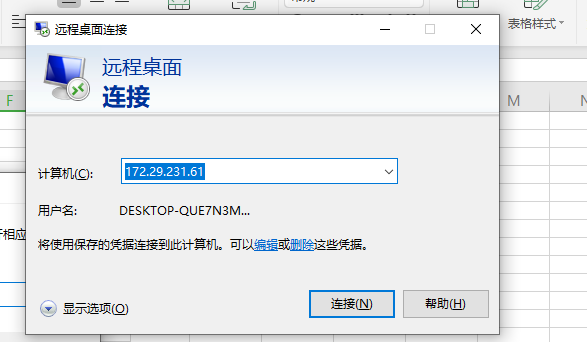 表格样式
远程桌面连接
远程桌面
连接
F
M
N
计算机(C):
172.29.231.61
用户名:
DESKTOP-QUE7N3M...
相应
将使用保存的凭据连接到此计算机。可以编辑或删除这些凭据。
显示选项(O)
连接(N)
帮助(H)